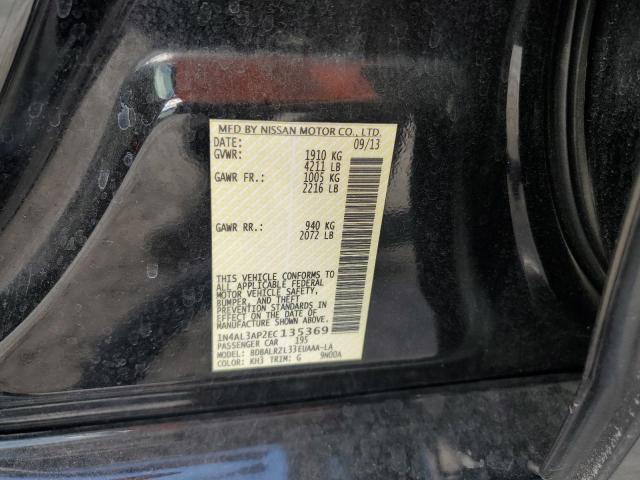 MFD BY NISSAN MOTOR CO., LTD.
DATE: 09/13
GVWR: 1910 KG
4211 LB
GAWR FR.: 1005 KG
2216 LB
GAWR RR.: 940 KG
2072 LB
THIS VEHICLE CONFORMS TO
ALL APPLICABLE FEDERAL
MOTOR VEHICLE SAFETY,
BUMPER, AND THEFT
PREVENTION STANDARDS IN
EFFECT ON THE DATE OF
MANUFACTURE SHOWN ABOVE.
1N4AL3AP2EC135369
PASSENGER CAR 195
MODEL: BDBALRZL33EUAAA-LA
COLOR: KH3 TRIM: G 9N00A